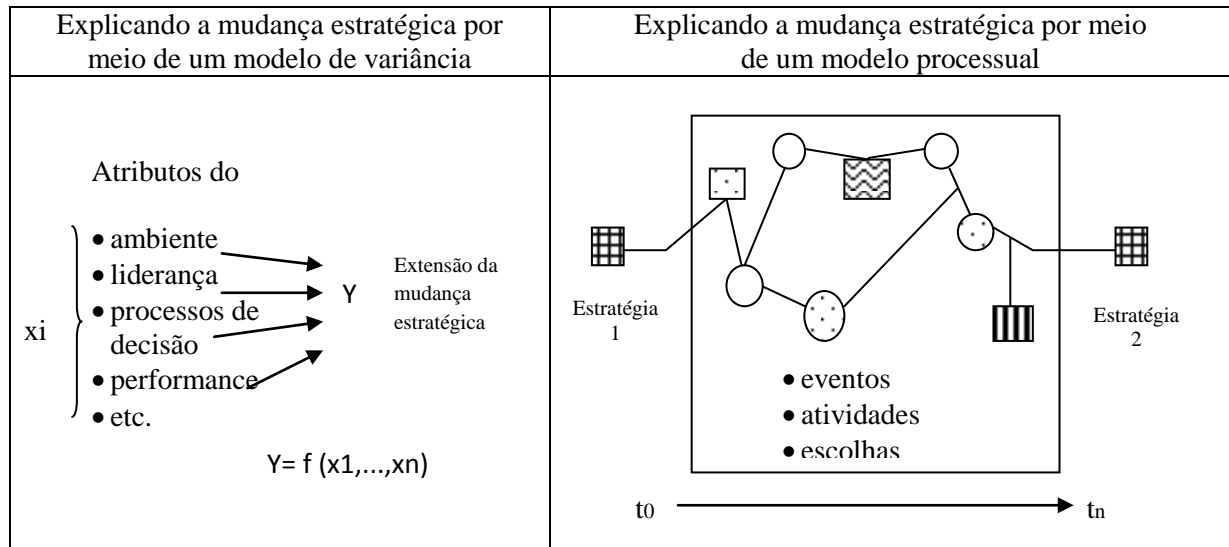 Explicando a mudança estratégica por
meio de um modelo de variância
Explicando a mudança estratégica por meio
de um modelo processual
Atributos do
xi
• ambiente
• liderança
• processos de
decisão
• performance
• etc.
Y
Extensão da
mudança
estratégica
Y= f (x1,...,xn)
Estratégia
1
Estratégia
2
• eventos
• atividades
• escolhas
t0
tn